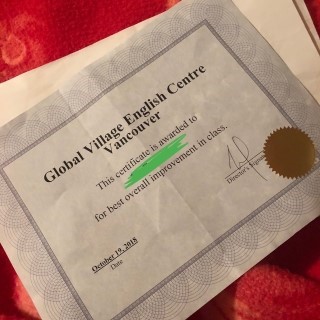 Global Village English Centre
Vancouver
This certificate is awarded to
for best overall improvement in class.
October 19, 2018
Date
Director's